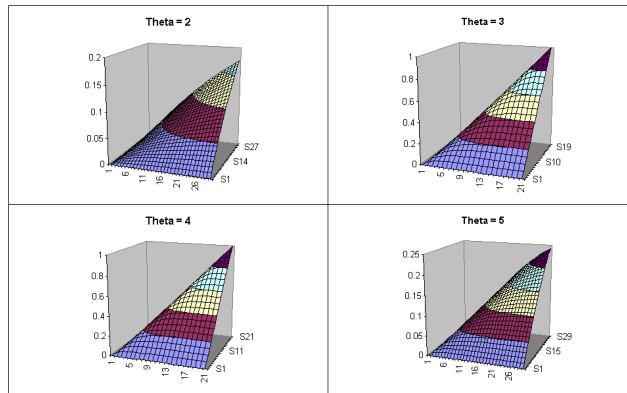 Theta = 2
0.2
0.15
0.1
0.05
0
1
6
11
16
21
26
S1
S14
S27
Theta = 3
1
0.8
0.6
0.4
0.2
0
1
5
9
13
17
21
S1
S10
S19
Theta = 4
1
0.8
0.6
0.4
0.2
0
1
5
9
13
17
21
S1
S11
S21
Theta = 5
0.25
0.2
0.15
0.1
0.05
0
1
6
11
16
21
26
S1
S15
S29